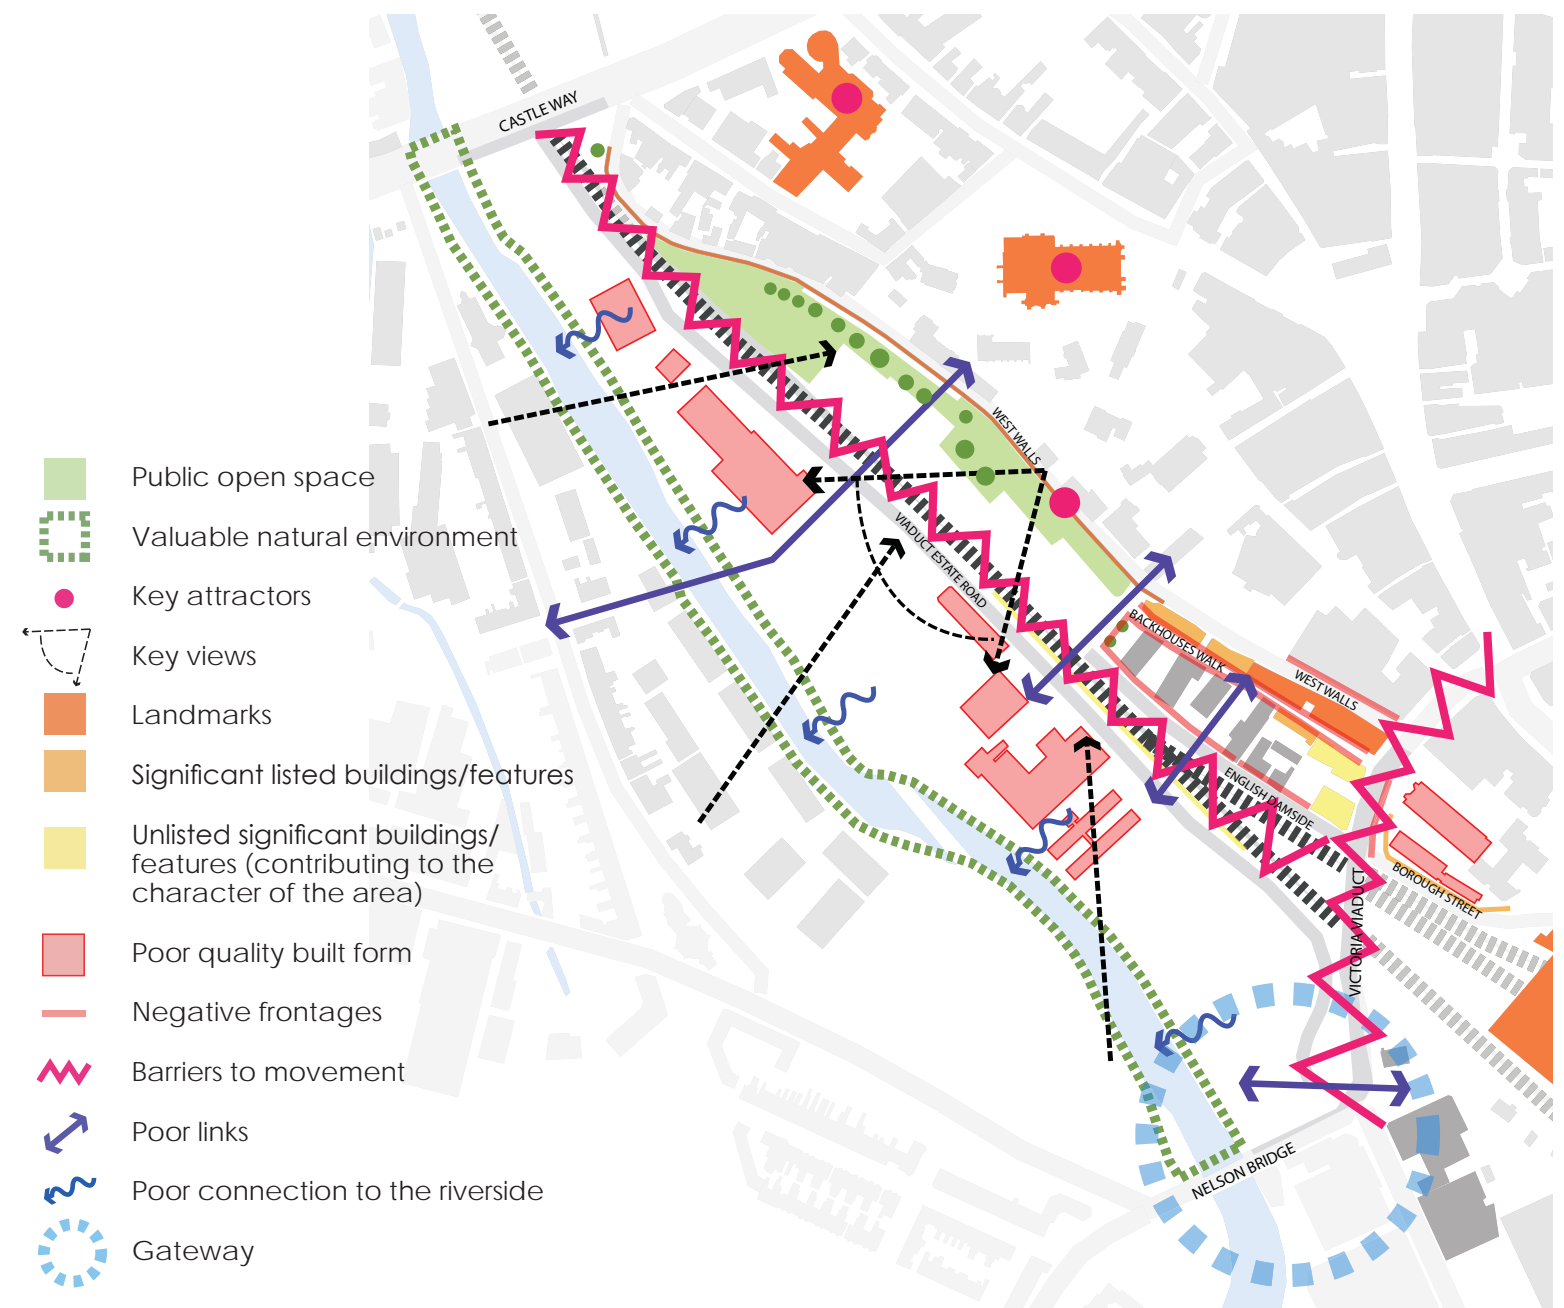 CASTLE WAY
WEST WALLS
VIADUCT ESTATE ROAD
BACKHOUSES WALK
WEST WALLS
ENGLISH DAMSIDE
BOROUGH STREET
VICTORIA VIADUCT
NELSON BRIDGE
Public open space
Valuable natural environment
Key attractors
Key views
Landmarks
Significant listed buildings/features
Unlisted significant buildings/
features (contributing to the
character of the area)
Poor quality built form
Negative frontages
Barriers to movement
Poor links
Poor connection to the riverside
Gateway